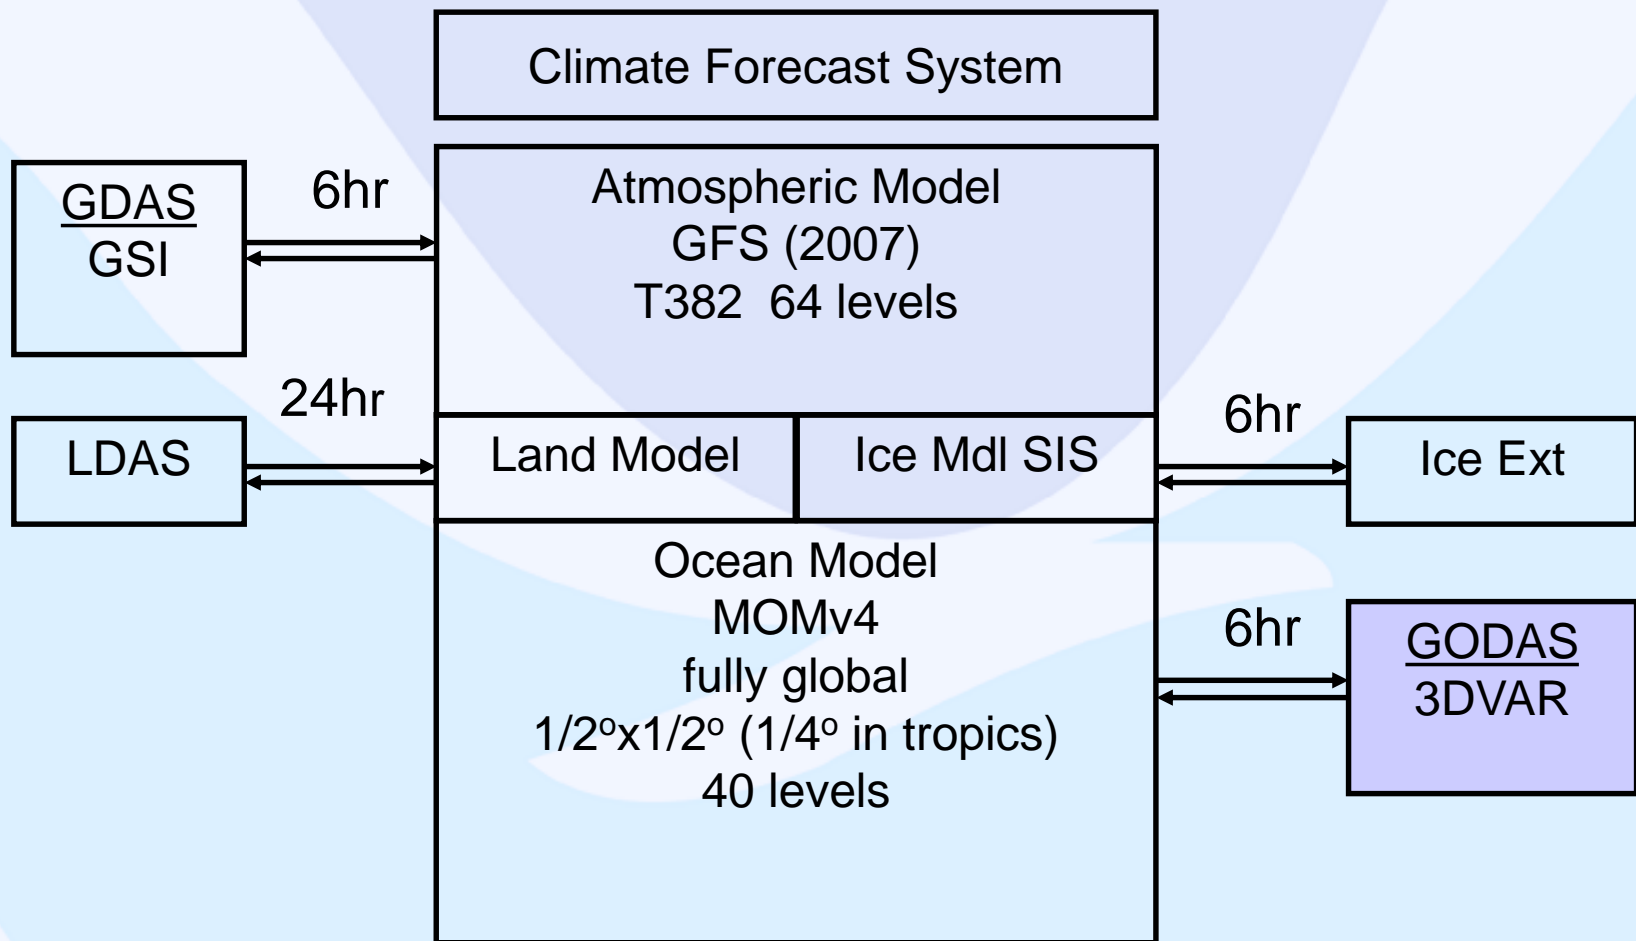 Climate Forecast System
GDAS
GSI
6hr
Atmospheric Model
GFS (2007)
T382  64 levels
24hr
LDAS
Land Model
Ice Mdl SIS
6hr
Ice Ext
Ocean Model
MOMv4
fully global
1/2ºx1/2º (1/4º in tropics)
40 levels
6hr
GODAS
3DVAR